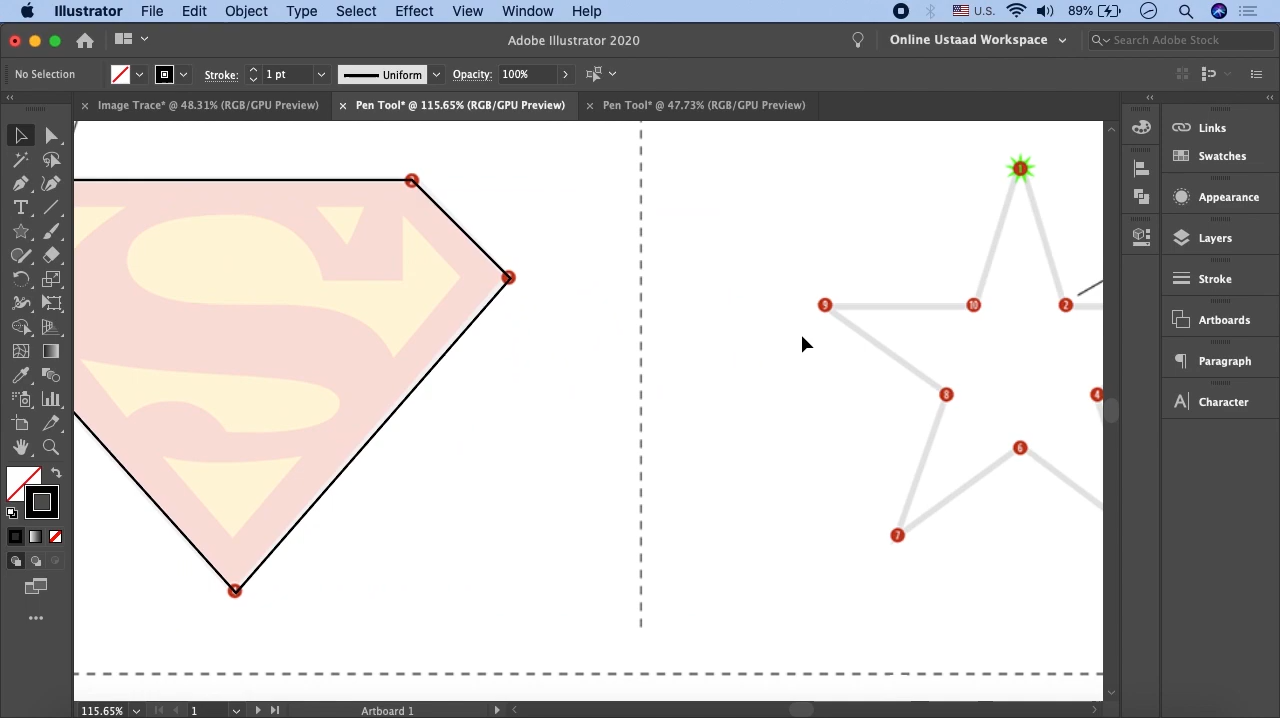 Illustrator File Edit Object Type Select Effect View Window Help U.S. 89%
Adobe Illustrator 2020 Online Ustaad Workspace Search Adobe Stock
No Selection Stroke: 1 pt Uniform Opacity: 100%
× Image Trace* @ 48.31% (RGB/GPU Preview) × Pen Tool* @ 115.65% (RGB/GPU Preview) × Pen Tool* @ 47.73% (RGB/GPU Preview)
Links
Swatches
Appearance
Layers
Stroke
Artboards
Paragraph
Character
1
9 10 2
8 4
6
7
S
115.65% 1 Artboard 1